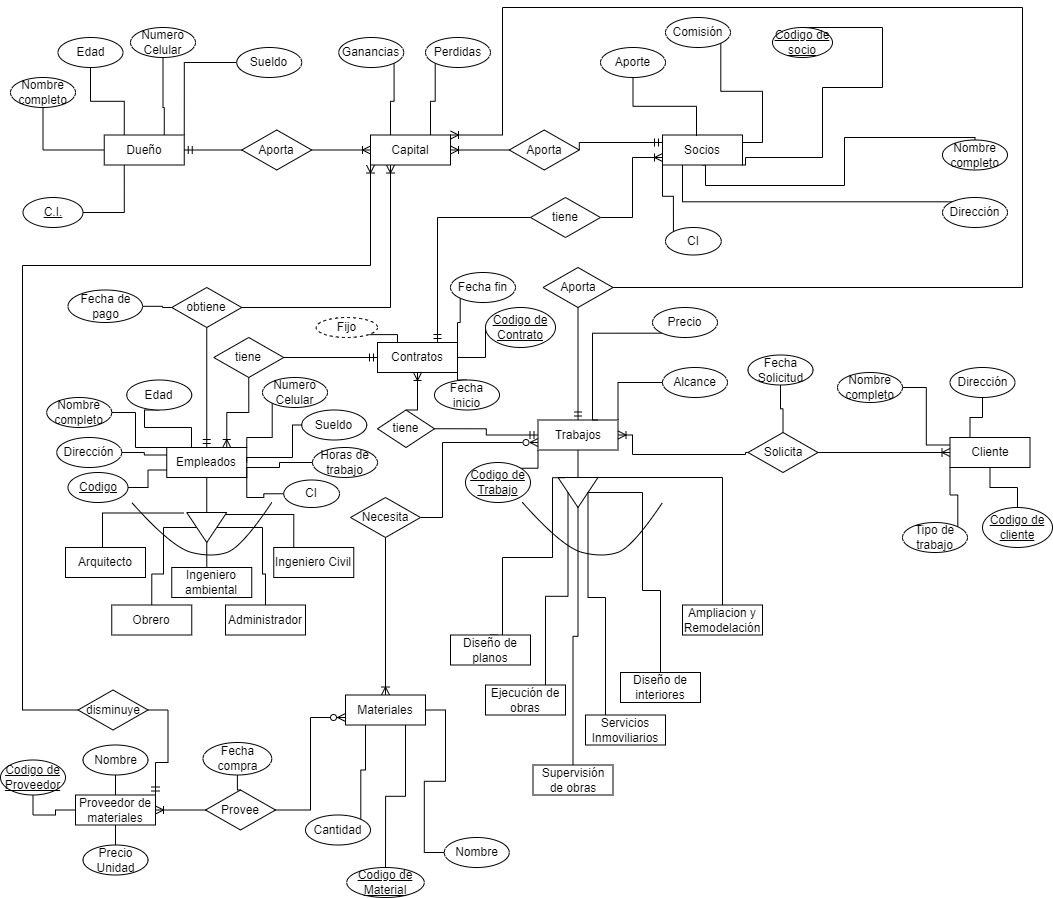 Edad
Numero
Celular
Sueldo
Nombre
completo
Dueño
C.I.
Aporta
Ganancias
Perdidas
Capital
Aporta
Aporte
Comisión
Codigo de
socio
Socios
Nombre
completo
Dirección
CI
tiene
Aporta
Fecha de
pago
obtiene
Fijo
Fecha fin
Codigo de
Contrato
Contratos
Fecha
inicio
tiene
tiene
Precio
Alcance
Fecha
Solicitud
Nombre
completo
Dirección
Trabajos
Solicita
Cliente
Codigo de
Trabajo
Tipo de
trabajo
Codigo de
cliente
Nombre
completo
Edad
Numero
Celular
Sueldo
Dirección
Empleados
Horas de
trabajo
Codigo
CI
Necesita
Arquitecto
Ingeniero
ambiental
Ingeniero Civil
Obrero
Administrador
Diseño de
planos
Ejecución de
obras
Supervisión
de obras
Servicios
Inmoviliarios
Diseño de
interiores
Ampliacion y
Remodelación
disminuye
Materiales
Codigo de
Proveedor
Nombre
Fecha
compra
Proveedor de
materiales
Provee
Precio
Unidad
Cantidad
Codigo de
Material
Nombre